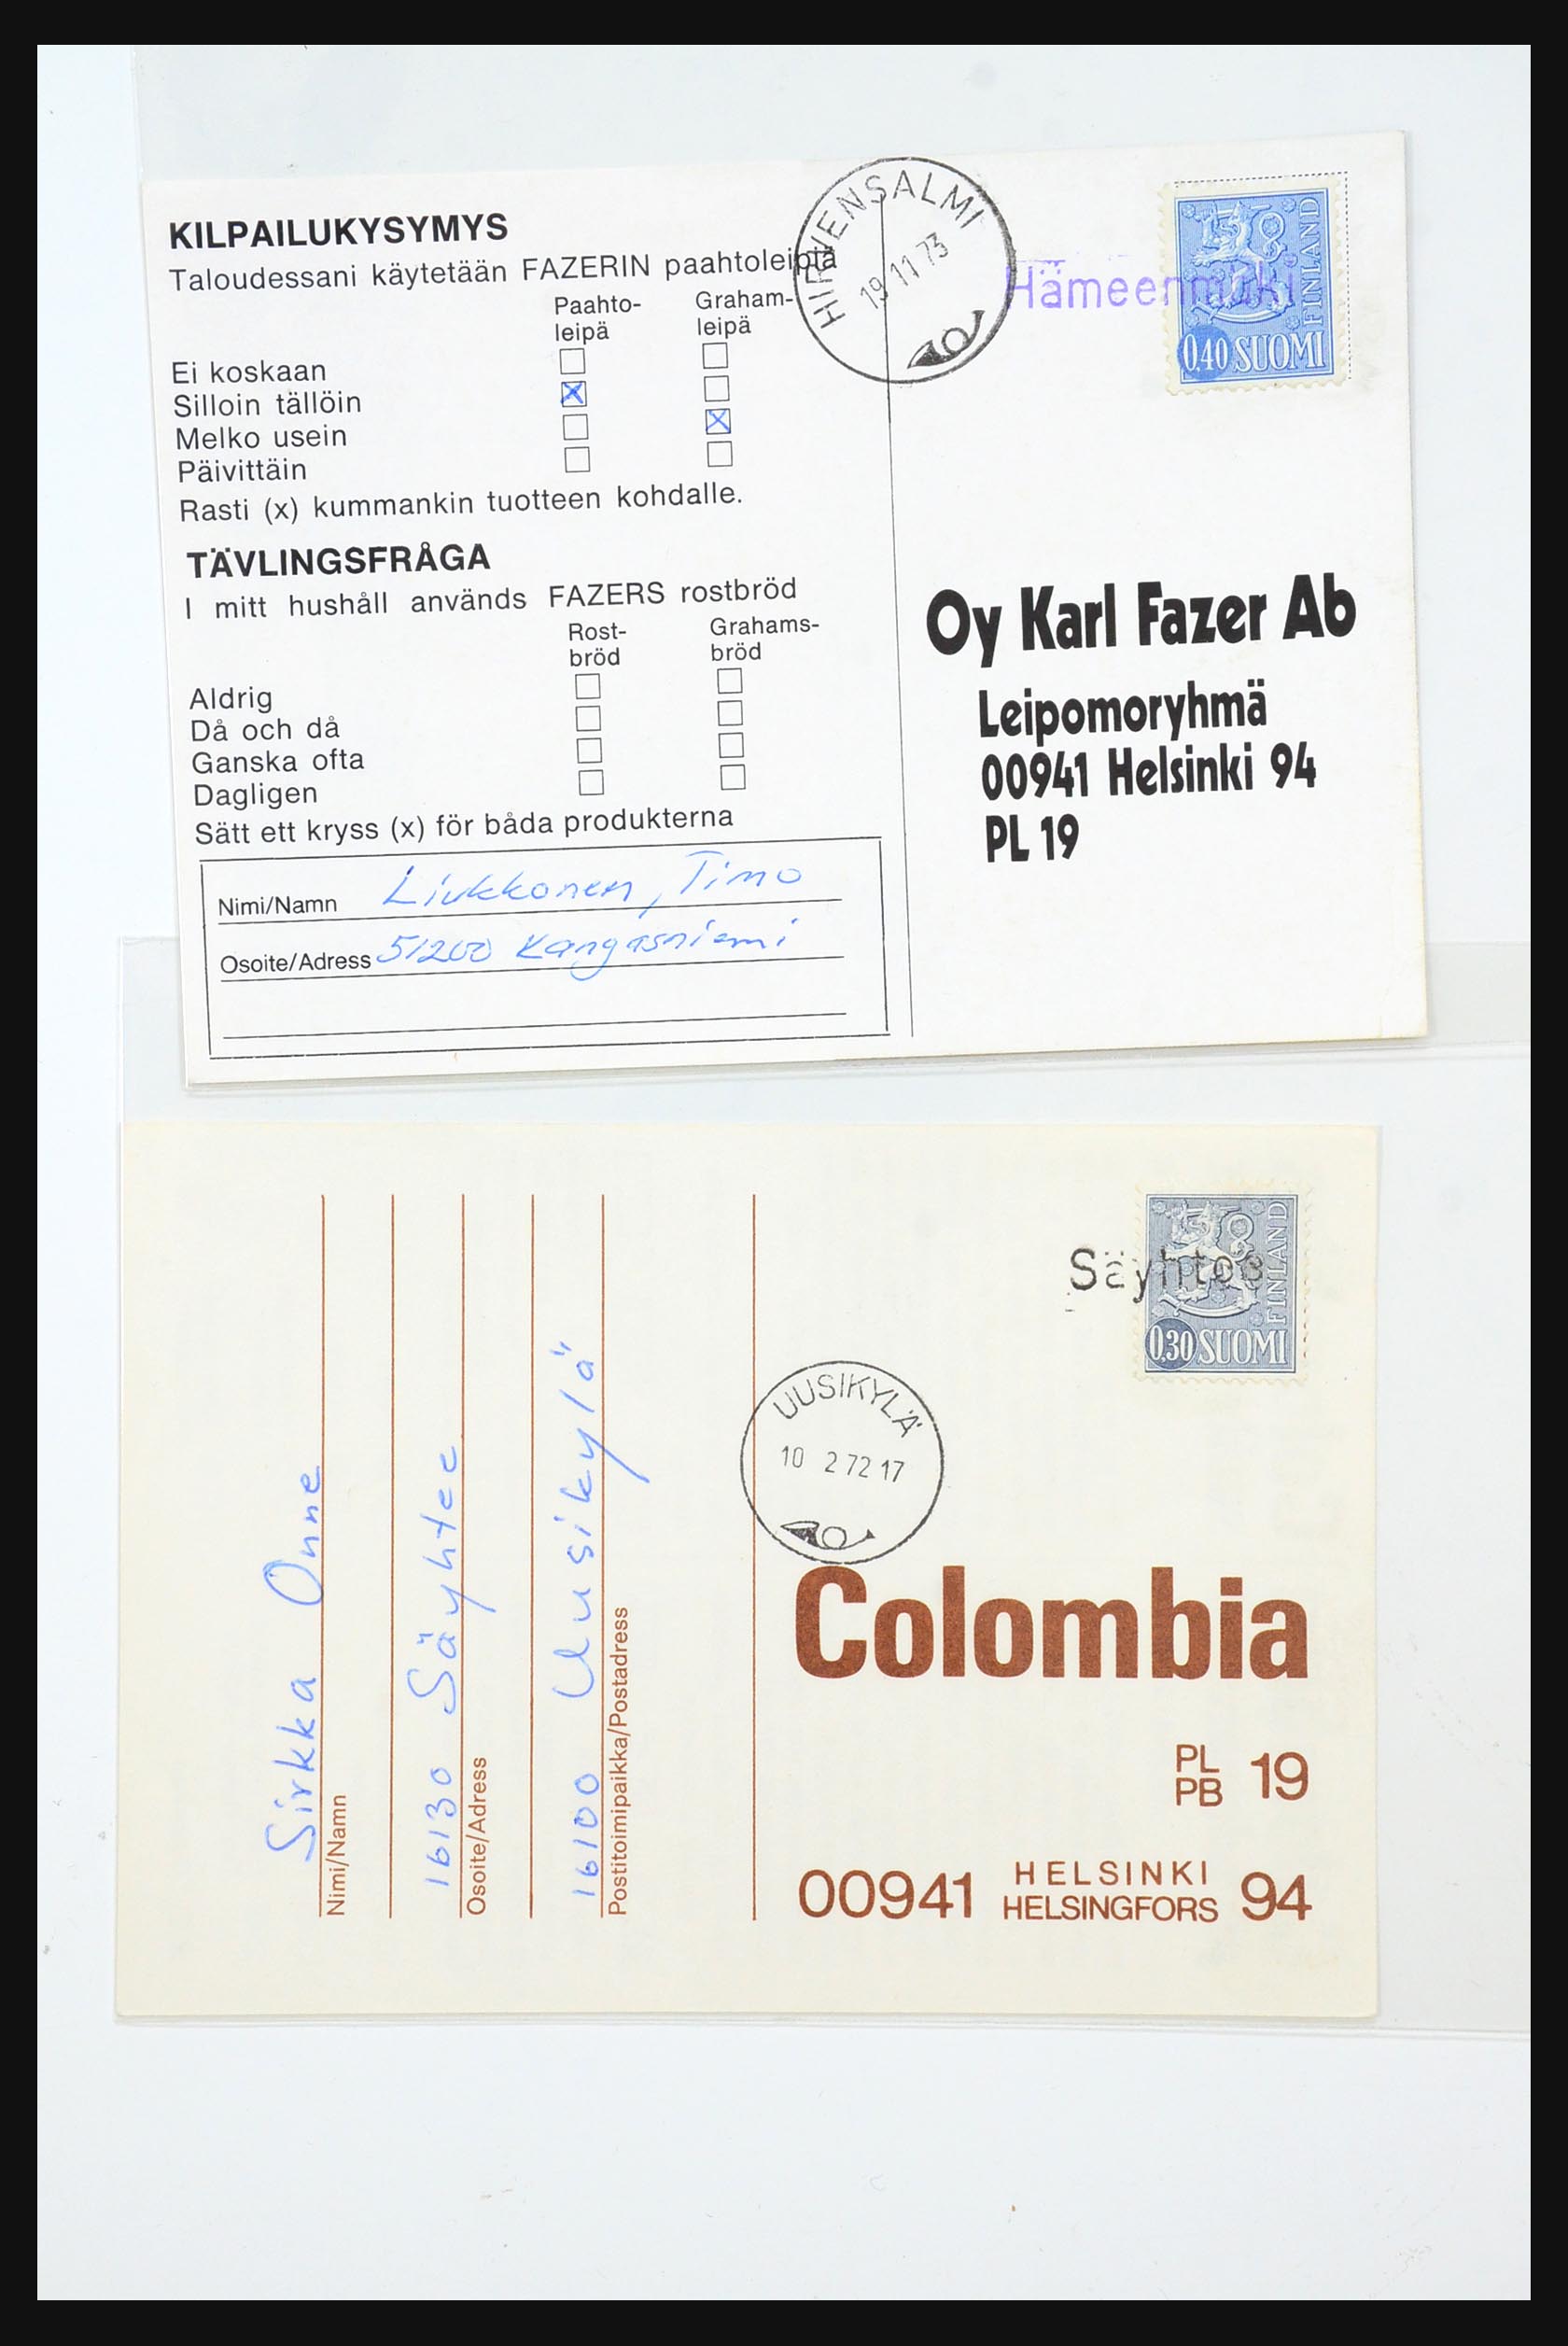 KILPAILUKYSYMYS
Taloudessani käytetään FAZERIN paahtoleipiä
Paahto- Graham-
leipä leipä
Ei koskaan
Silloin tällöin
Melko usein
Päivittäin
Rasti (x) kummankin tuotteen kohdalle.
TÄVLINGSFRÅGA
I mitt hushåll används FAZERS rostbröd
Rost- Grahams-
bröd bröd
Aldrig
Då och då
Ganska ofta
Dagligen
Sätt ett kryss (x) för båda produkterna
Nimi/Namn Liukkonen, Timo
Osoite/Adress 51200 Kangasniemi
HIRVENSALMI
19 11 73
FINLAND
0,40 SUOMI
Oy Karl Fazer Ab
Leipomoryhmä
00941 Helsinki 94
PL 19
Sirkka Onne
Nimi/Namn
16130 Säyhtee
Osoite/Adress
16100 Uusikylä
Postitoimipaikka/Postadress
Säyhtee
FINLAND
0,30 SUOMI
UUSIKYLÄ
10 2 72 17
Colombia
PL
PB 19
00941 HELSINKI
HELSINGFORS 94